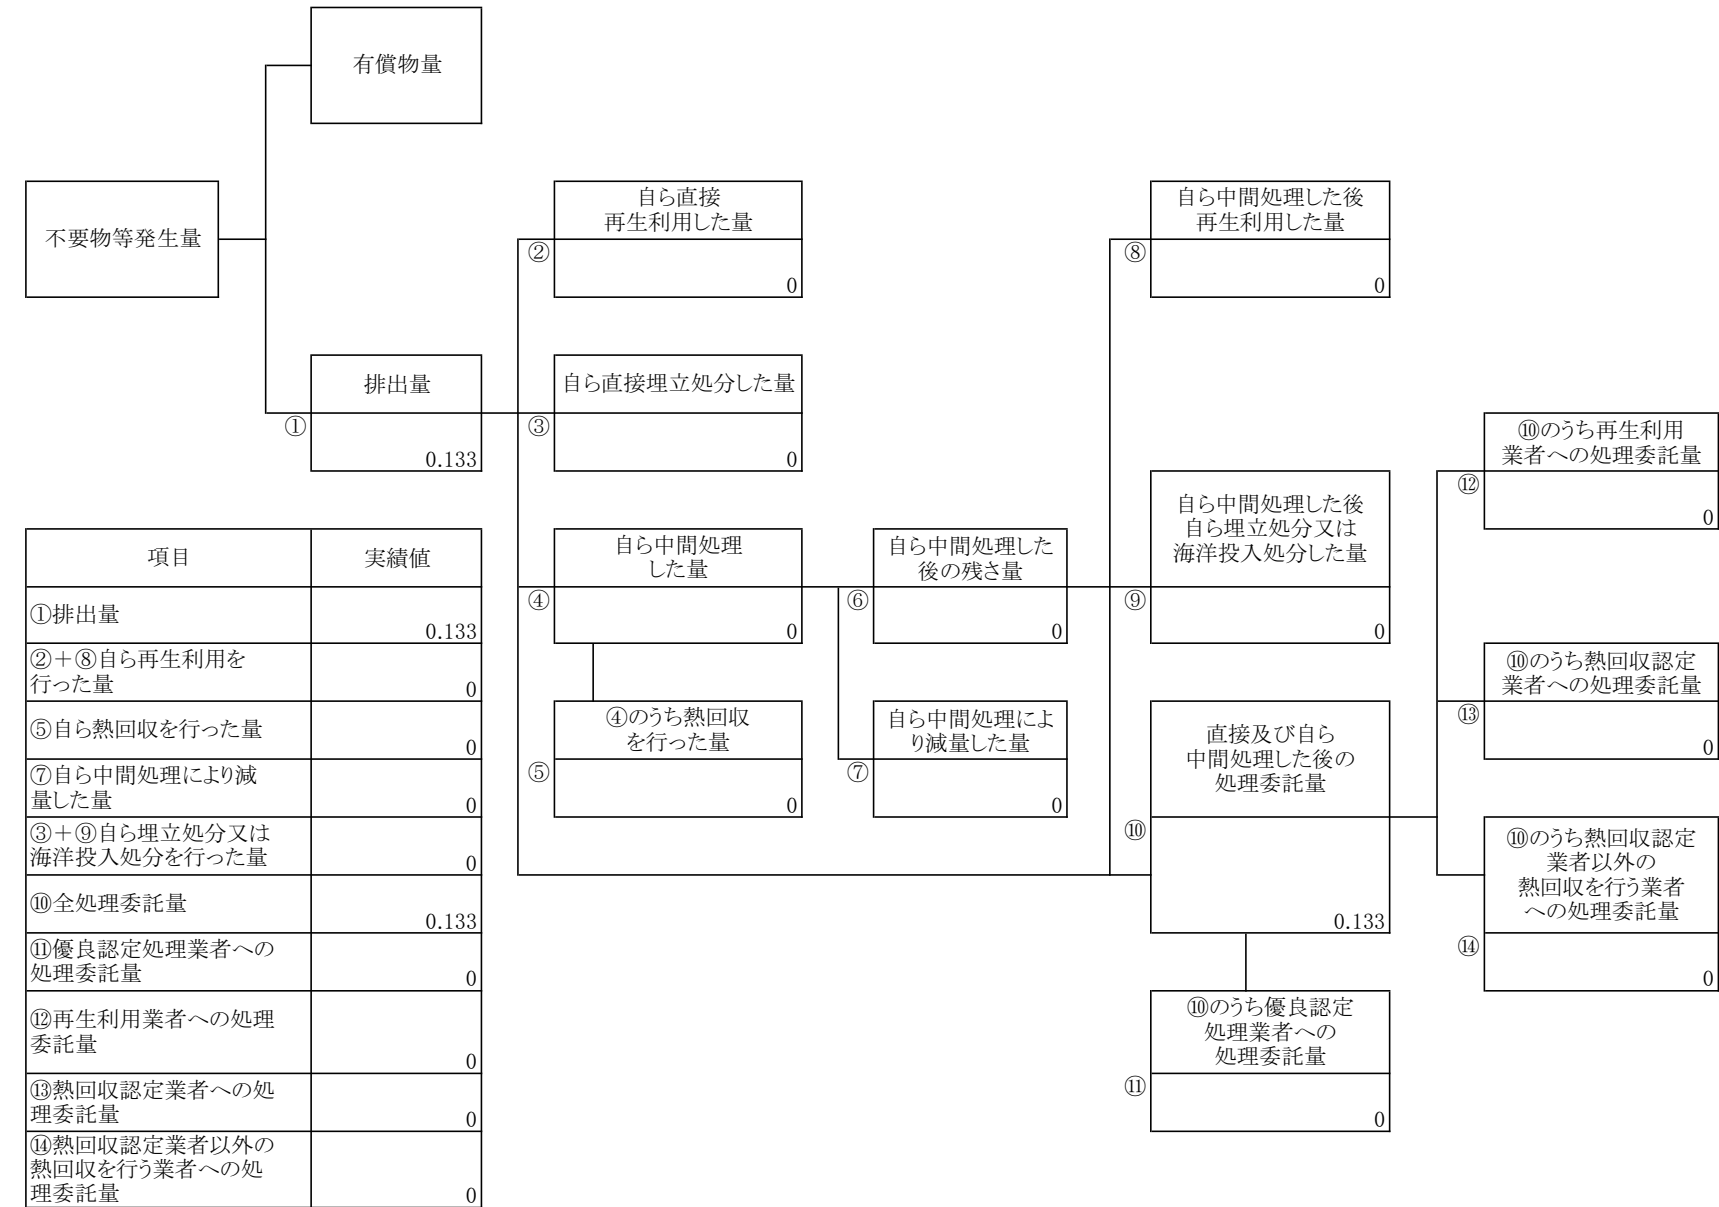 有償物量
不要物等発生量
自ら直接
再生利用した量
②
0
自ら中間処理した後
再生利用した量
⑧
0
排出量
①
0.133
自ら直接埋立処分した量
③
0
⑩のうち再生利用
業者への処理委託量
⑫
0
自ら中間処理
した量
④
0
自ら中間処理した
後の残さ量
⑥
0
自ら中間処理した後
自ら埋立処分又は
海洋投入処分した量
⑨
0
⑩のうち熱回収認定
業者への処理委託量
⑬
0
④のうち熱回収
を行った量
⑤
0
自ら中間処理によ
り減量した量
⑦
0
直接及び自ら
中間処理した後の
処理委託量
⑩
0.133
⑩のうち熱回収認定
業者以外の
熱回収を行う業者
への処理委託量
⑭
0
⑩のうち優良認定
処理業者への
処理委託量
⑪
0
項目 実績値
①排出量
0.133
②＋⑧自ら再生利用を
行った量
0
⑤自ら熱回収を行った量
0
⑦自ら中間処理により減
量した量
0
③＋⑨自ら埋立処分又は
海洋投入処分を行った量
0
⑩全処理委託量
0.133
⑪優良認定処理業者への
処理委託量
0
⑫再生利用業者への処理
委託量
0
⑬熱回収認定業者への処
理委託量
0
⑭熱回収認定業者以外の
熱回収を行う業者への処
理委託量
0